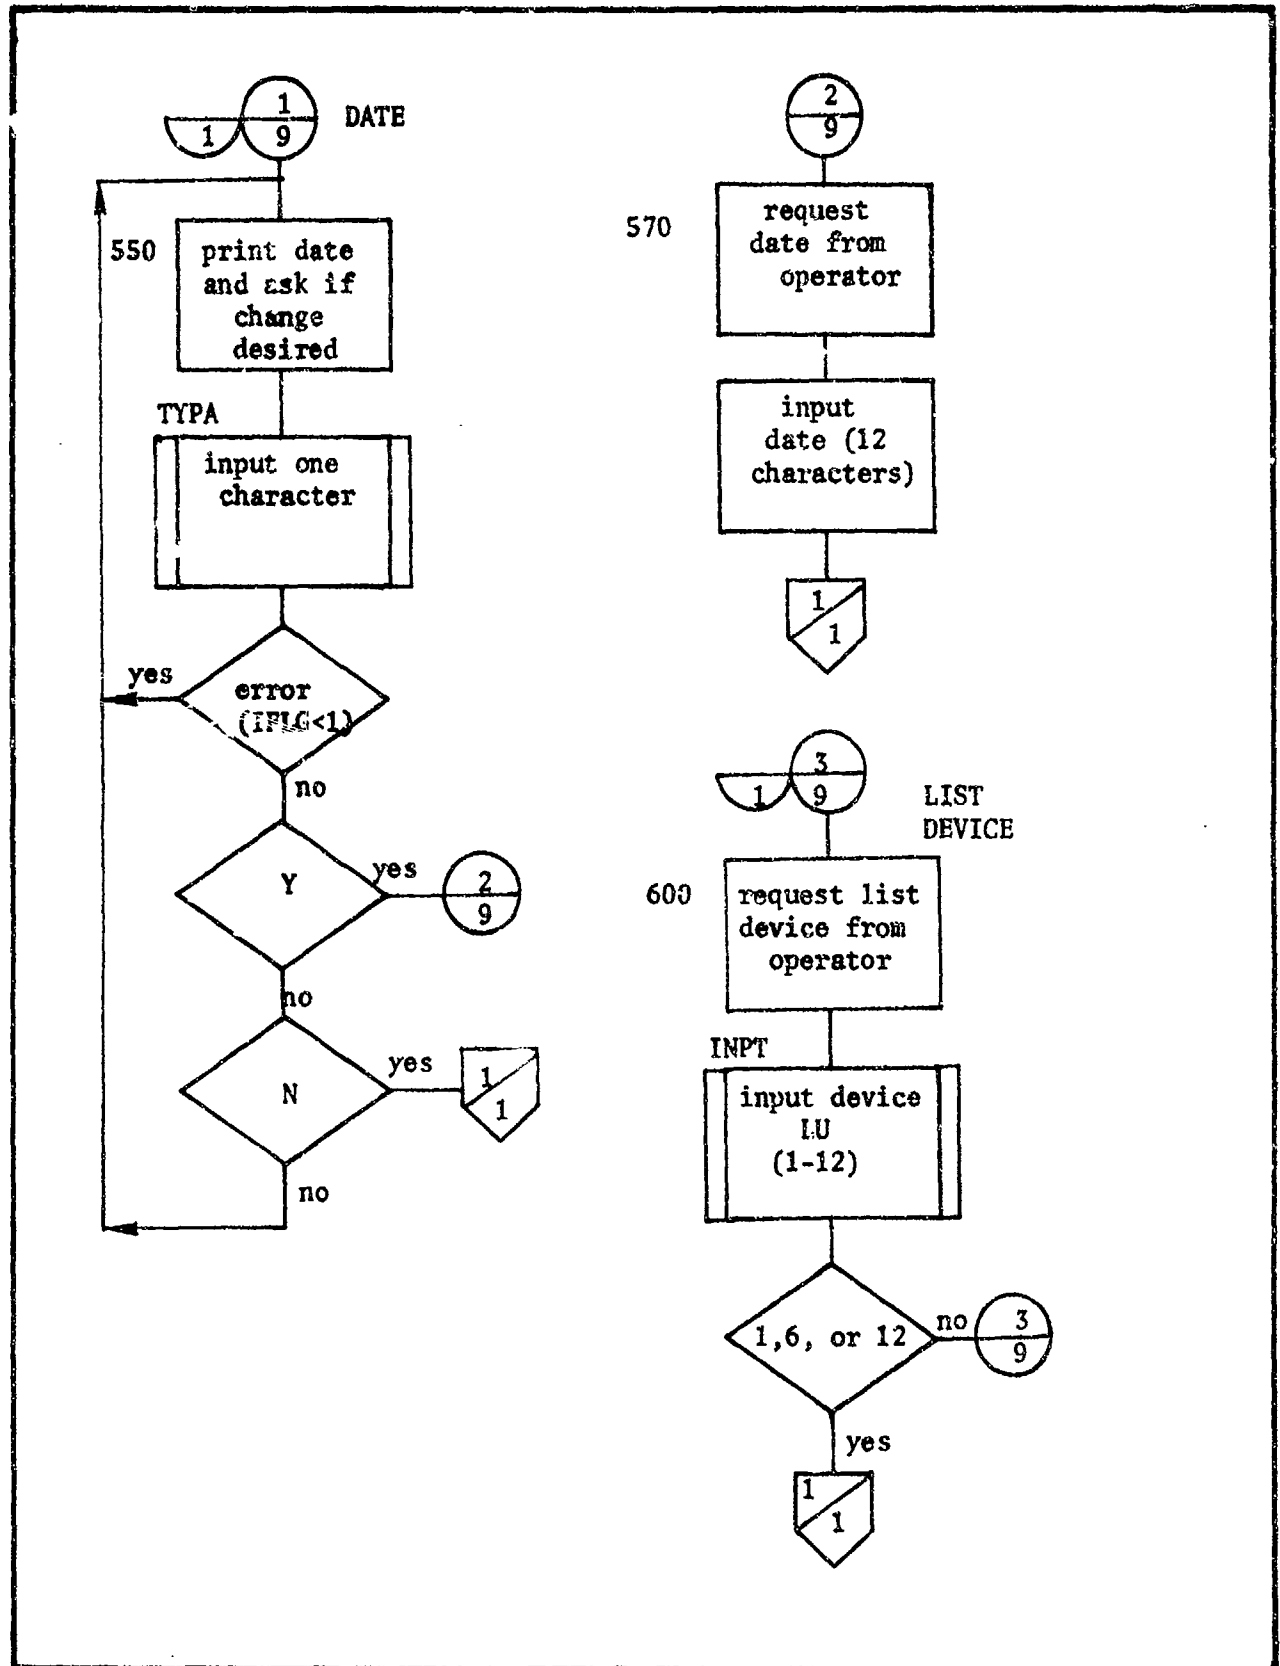 1
1
9
DATE
550
print date
and ask if
change
desired
TYPA
input one
character
yes
error
(IFLG<1)
no
Y
yes
2
9
no
N
yes
1
1
no
2
9
570
request
date from
operator
input
date (12
characters)
1
1
3
1
9
LIST
DEVICE
600
request list
device from
operator
INPT
input device
LU
(1-12)
1,6, or 12
no
3
9
yes
1
1